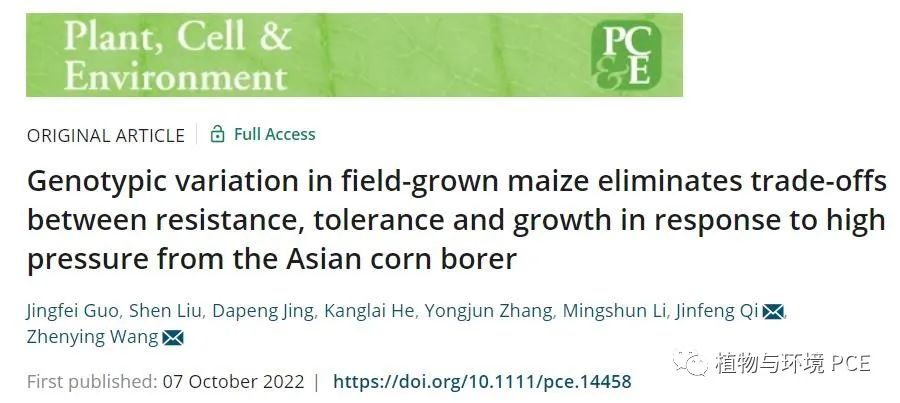 Plant, Cell &
Environment
PC
&E
ORIGINAL ARTICLE | Full Access
Genotypic variation in field-grown maize eliminates trade-offs
between resistance, tolerance and growth in response to high
pressure from the Asian corn borer
Jingfei Guo, Shen Liu, Dapeng Jing, Kanglai He, Yongjun Zhang, Mingshun Li, Jinfeng Qi,
Zhenying Wang
First published: 07 October 2022 | https://doi.org/10.1111/pce.14458
植物与环境 PCE